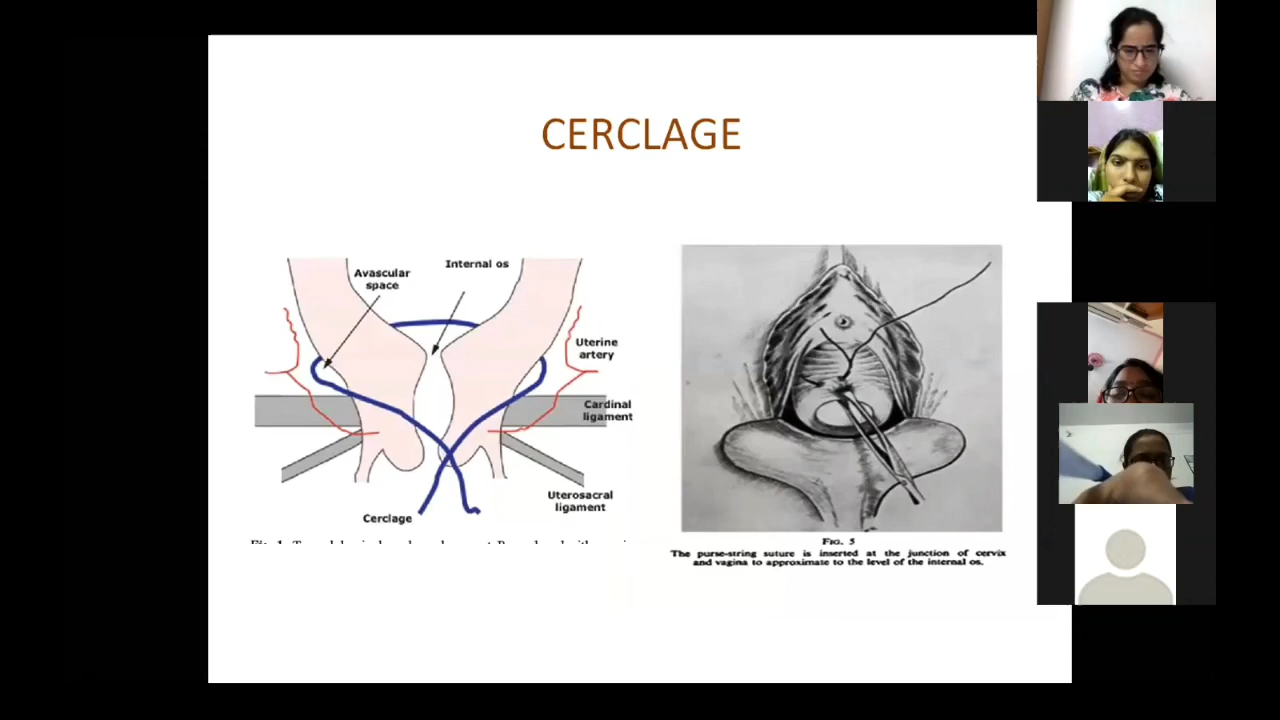 CERCLAGE
Avascular
space
Internal os
Uterine
artery
Cardinal
ligament
Uterosacral
ligament
Cerclage
FIG. 5
The purse-string suture is inserted at the junction of cervix
and vagina to approximate to the level of the internal os.